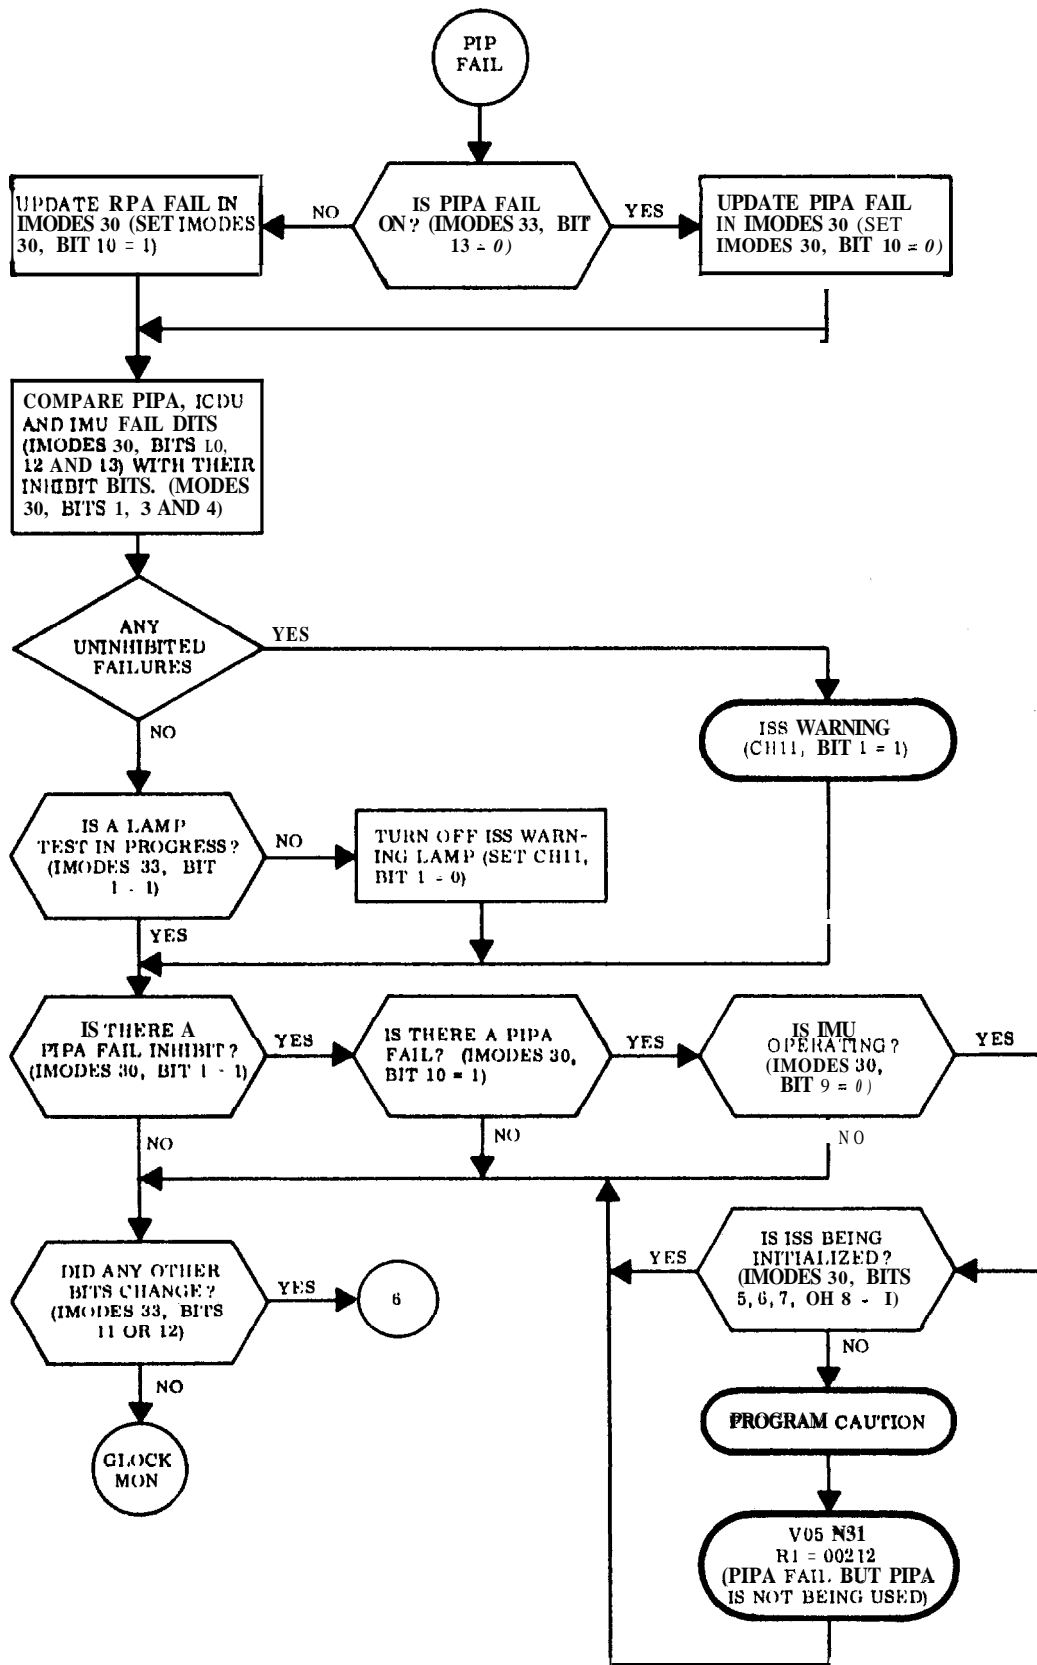 PIP
FAIL
UPDATE RPA FAIL IN
IMODES 30 (SET IMODES
30, BIT 10 = 1)
NO
IS PIPA FAIL
ON? (IMODES 33, BIT
13 = 0)
YES
UPDATE PIPA FAIL
IN IMODES 30 (SET
IMODES 30, BIT 10 = 0)
COMPARE PIPA, ICDU
AND IMU FAIL DITS
(IMODES 30, BITS 10,
12 AND 13) WITH THEIR
INHIBIT BITS. (MODES
30, BITS 1, 3 AND 4)
ANY
UNINHIBITED
FAILURES
YES
NO
ISS WARNING
(CH11, BIT 1 = 1)
IS A LAMP
TEST IN PROGRESS?
(IMODES 33, BIT
1 - 1)
NO
TURN OFF ISS WARN-
ING LAMP (SET CH11,
BIT 1 = 0)
YES
IS THERE A
PIPA FAIL INHIBIT?
(IMODES 30, BIT 1 - 1)
YES
IS THERE A PIPA
FAIL? (IMODES 30,
BIT 10 = 1)
YES
IS IMU
OPERATING?
(IMODES 30,
BIT 9 = 0)
YES
NO
NO
NO
DID ANY OTHER
BITS CHANGE?
(IMODES 33, BITS
11 OR 12)
YES
6
YES
IS ISS BEING
INITIALIZED?
(IMODES 30, BITS
5, 6, 7, OH 8 - I)
NO
NO
GLOCK
MON
PROGRAM CAUTION
V05 N31
R1 = 00212
(PIPA FAIL BUT PIPA
IS NOT BEING USED)